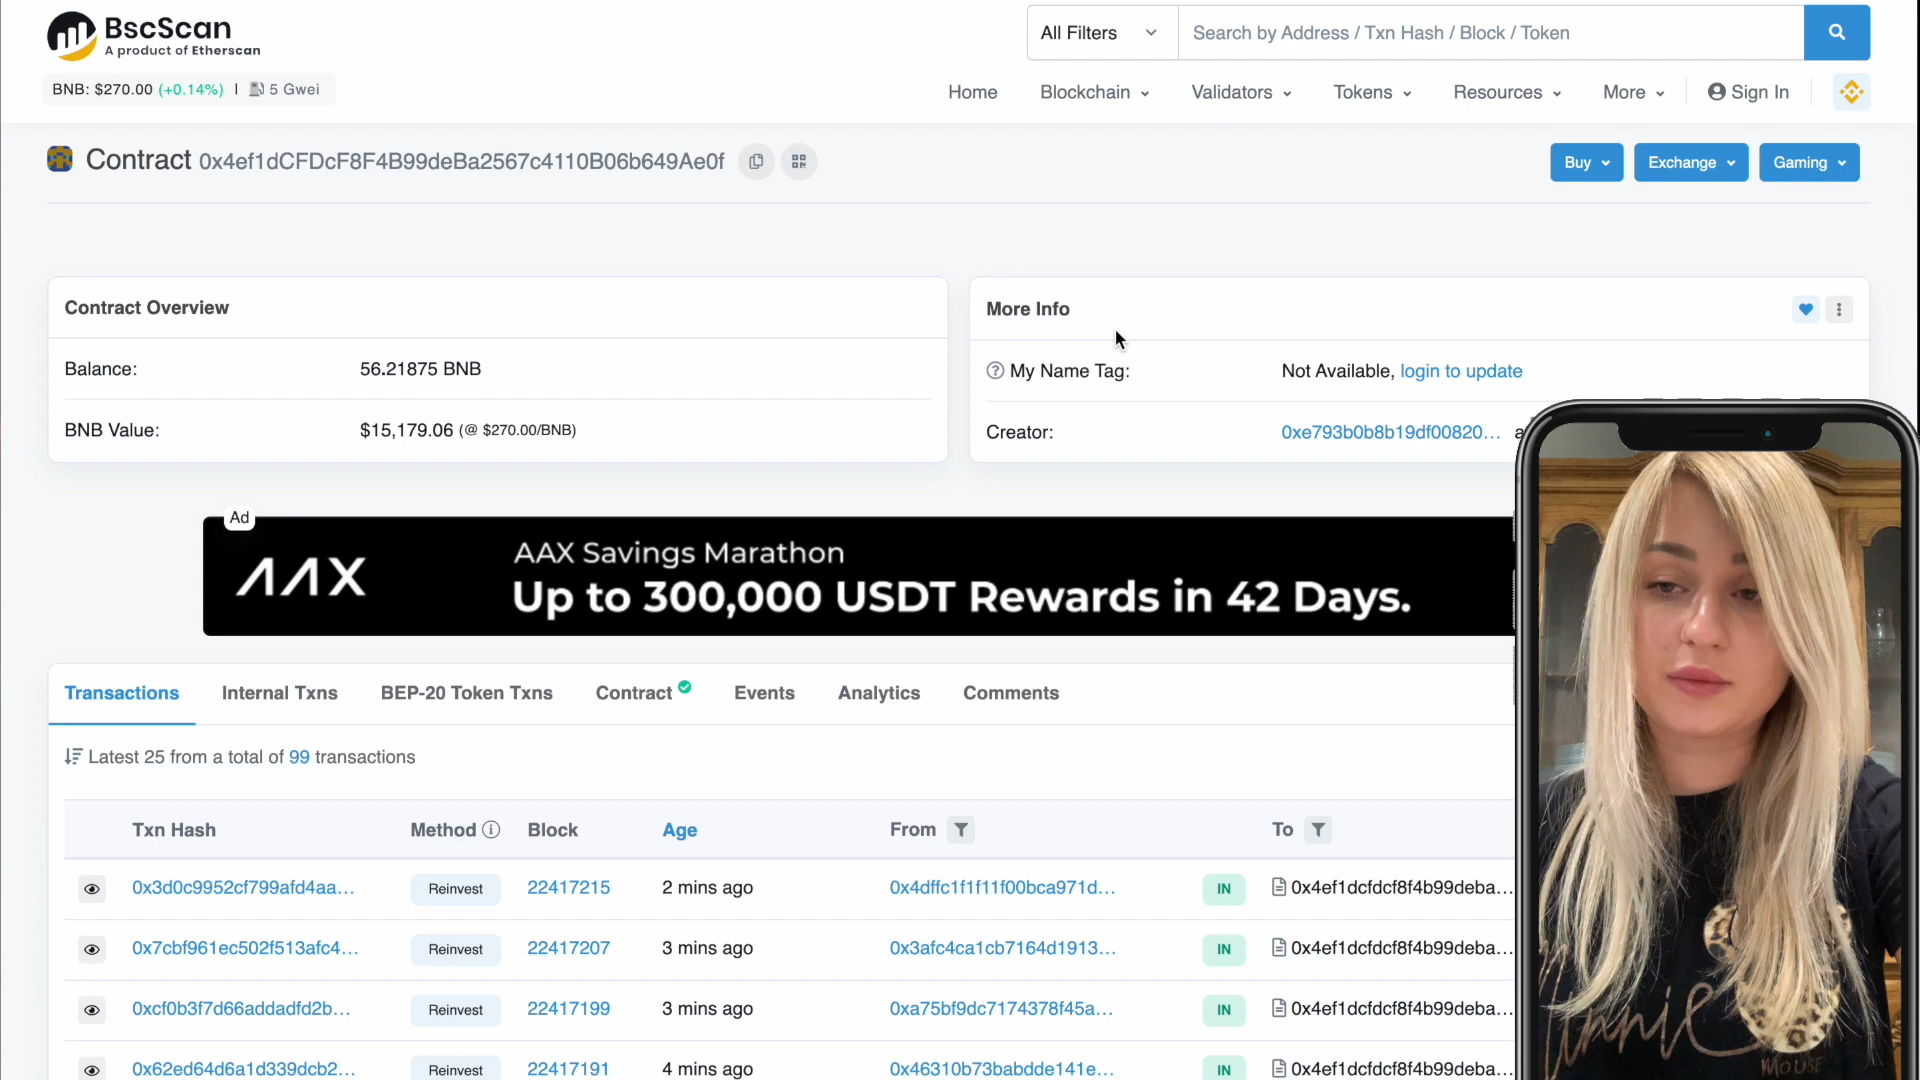 BscScan
A product of Etherscan
All Filters
Search by Address / Txn Hash / Block / Token
BNB: $270.00 (+0.14%) | 5 Gwei
Home Blockchain Validators Tokens Resources More Sign In
Contract 0x4ef1dCFDcF8F4B99deBa2567c4110B06b649Ae0f
Buy Exchange Gaming
Contract Overview
Balance: 56.21875 BNB
BNB Value: $15,179.06 (@ $270.00/BNB)
More Info
My Name Tag: Not Available, login to update
Creator: 0xe793b0b8b19df00820...
Ad
AAX
AAX Savings Marathon
Up to 300,000 USDT Rewards in 42 Days.
Transactions Internal Txns BEP-20 Token Txns Contract Events Analytics Comments
Latest 25 from a total of 99 transactions
Txn Hash Method Block Age From To
0x3d0c9952cf799afd4aa... Reinvest 22417215 2 mins ago 0x4dffc1f1f11f00bca971d... IN 0x4ef1dcfdcf8f4b99deba...
0x7cbf961ec502f513afc4... Reinvest 22417207 3 mins ago 0x3afc4ca1cb7164d1913... IN 0x4ef1dcfdcf8f4b99deba...
0xcf0b3f7d66addadfd2b... Reinvest 22417199 3 mins ago 0xa75bf9dc7174378f45a... IN 0x4ef1dcfdcf8f4b99deba...
0x62ed64d6a1d339dcb2... Reinvest 22417191 4 mins ago 0x46310b73babdde141e... IN 0x4ef1dcfdcf8f4b99deba...
MOUSE